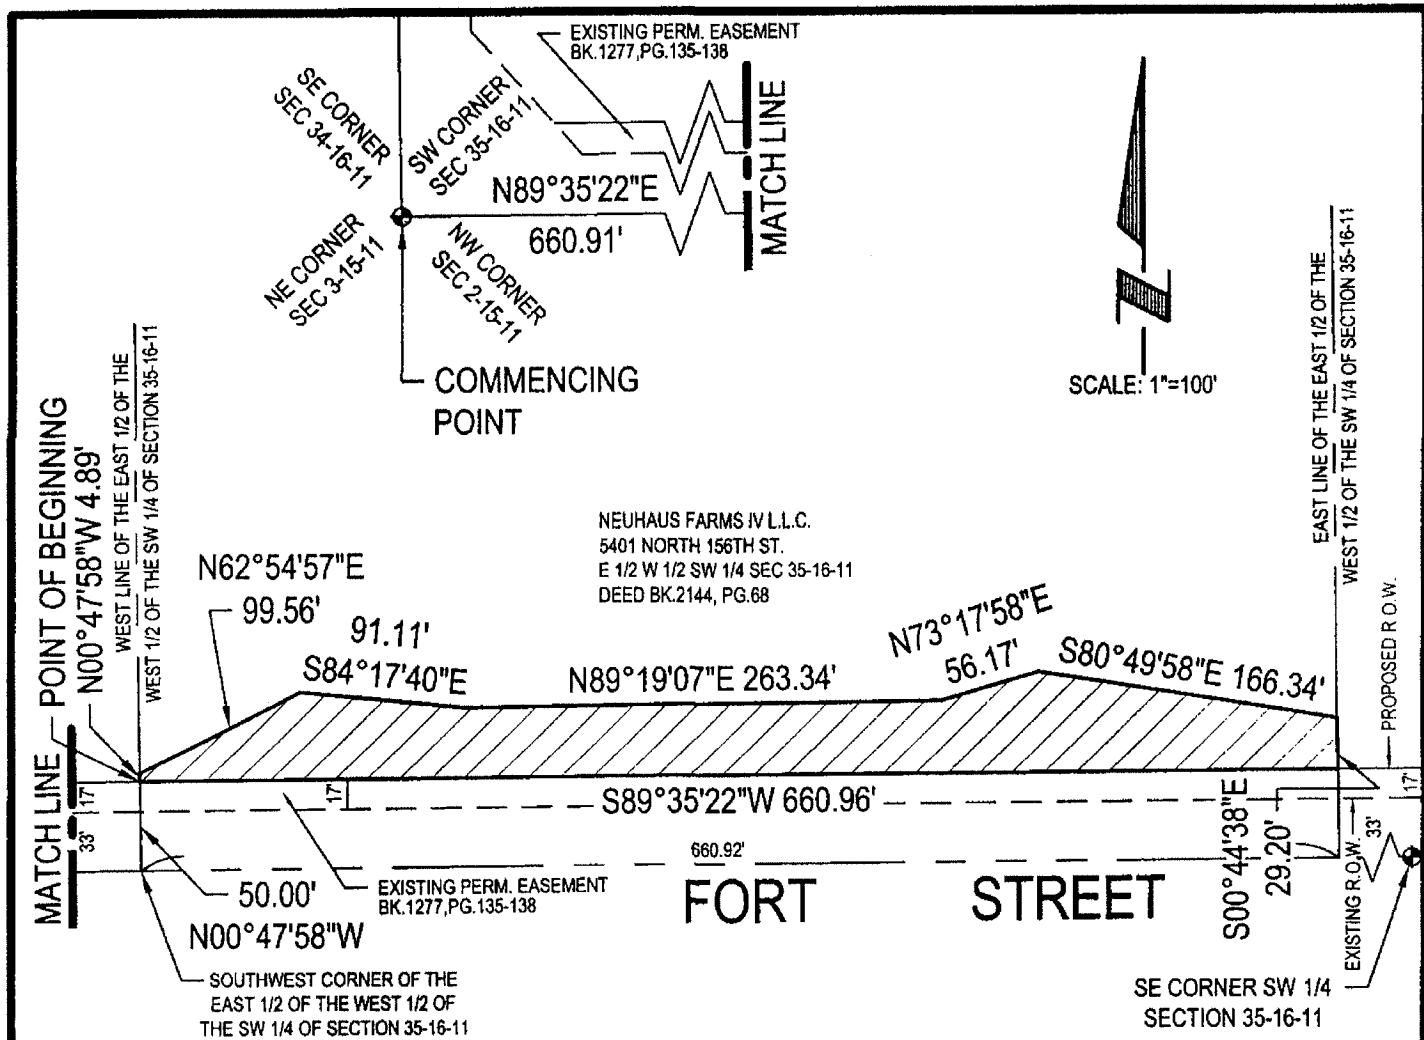 EXISTING PERM. EASEMENT
BK.1277,PG.135-138
SE CORNER
SEC 34-16-11
SW CORNER
SEC 35-16-11
N89°35'22"E
660.91'
MATCH LINE
NE CORNER
SEC 3-15-11
NW CORNER
SEC 2-15-11
COMMENCING
POINT
SCALE: 1"=100'
EAST LINE OF THE EAST 1/2 OF THE
WEST 1/2 OF THE SW 1/4 OF SECTION 35-16-11
POINT OF BEGINNING
N00°47'58"W 4.89'
WEST LINE OF THE EAST 1/2 OF THE
WEST 1/2 OF THE SW 1/4 OF SECTION 35-16-11
NEUHAUS FARMS IV L.L.C.
5401 NORTH 156TH ST.
E 1/2 W 1/2 SW 1/4 SEC 35-16-11
DEED BK.2144, PG.68
N62°54'57"E
99.56'
91.11'
S84°17'40"E
N89°19'07"E 263.34'
N73°17'58"E
56.17'
S80°49'58"E 166.34'
PROPOSED R.O.W.
MATCH LINE
17'
33'
17'
S89°35'22"W 660.96'
S00°44'38"E
29.20'
17'
33'
EXISTING R.O.W.
660.92'
50.00'
N00°47'58"W
EXISTING PERM. EASEMENT
BK.1277,PG.135-138
FORT STREET
SOUTHWEST CORNER OF THE
EAST 1/2 OF THE WEST 1/2 OF
THE SW 1/4 OF SECTION 35-16-11
SE CORNER SW 1/4
SECTION 35-16-11